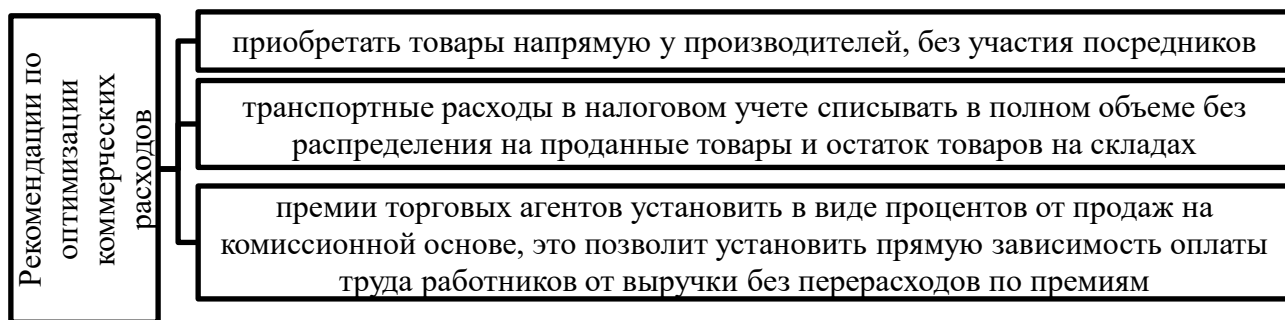 Рекомендации по
оптимизации
коммерческих
расходов
приобретать товары напрямую у производителей, без участия посредников
транспортные расходы в налоговом учете списывать в полном объеме без
распределения на проданные товары и остаток товаров на складах
премии торговых агентов установить в виде процентов от продаж на
комиссионной основе, это позволит установить прямую зависимость оплаты
труда работников от выручки без перерасходов по премиям